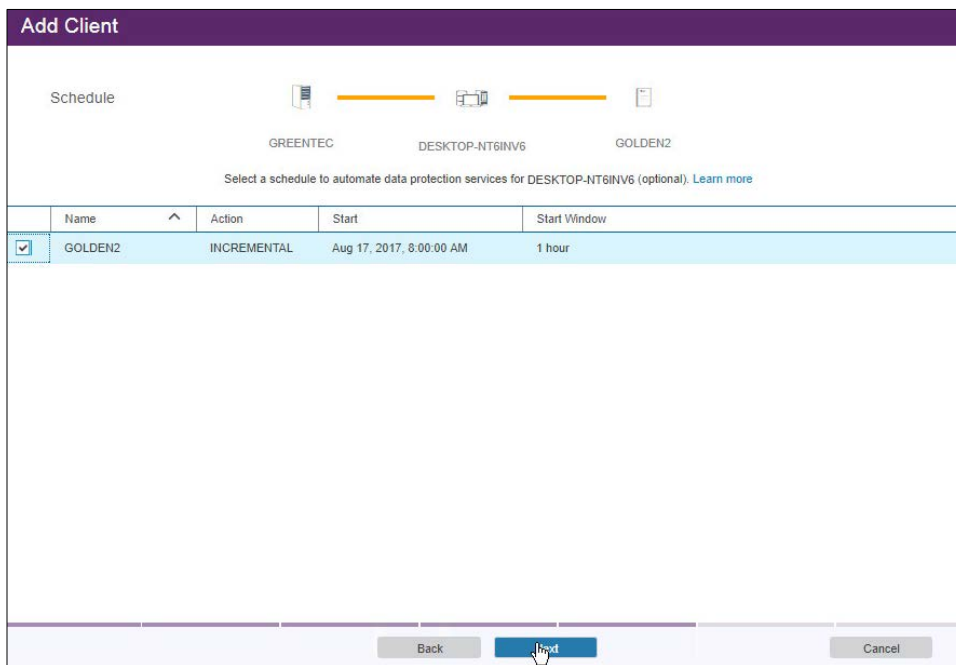 Add Client
Schedule
GREENTEC DESKTOP-NT6INV6 GOLDEN2
Select a schedule to automate data protection services for DESKTOP-NT6INV6 (optional). Learn more
Name Action Start Start Window
GOLDEN2 INCREMENTAL Aug 17, 2017, 8:00:00 AM 1 hour
Back Next Cancel